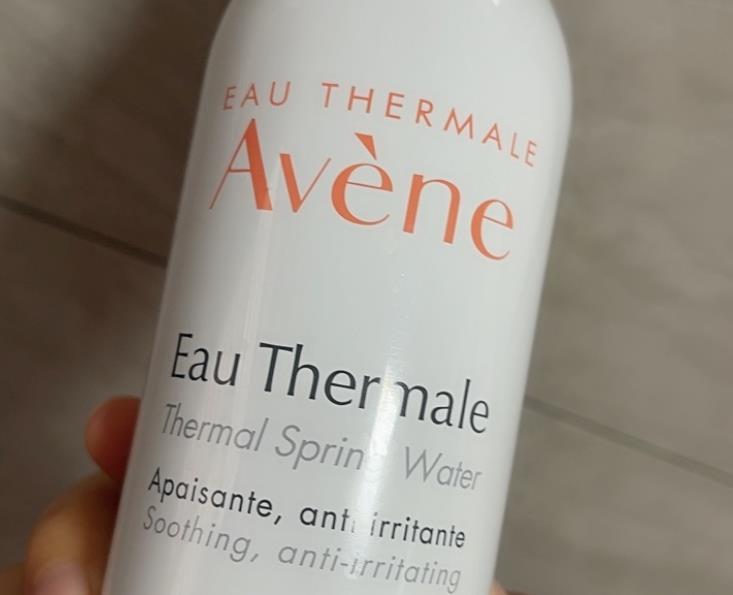 EAU THERMALE
Avène
Eau Thermale
Thermal Spring Water
Apaisante, anti-irritante
Soothing, anti-irritating